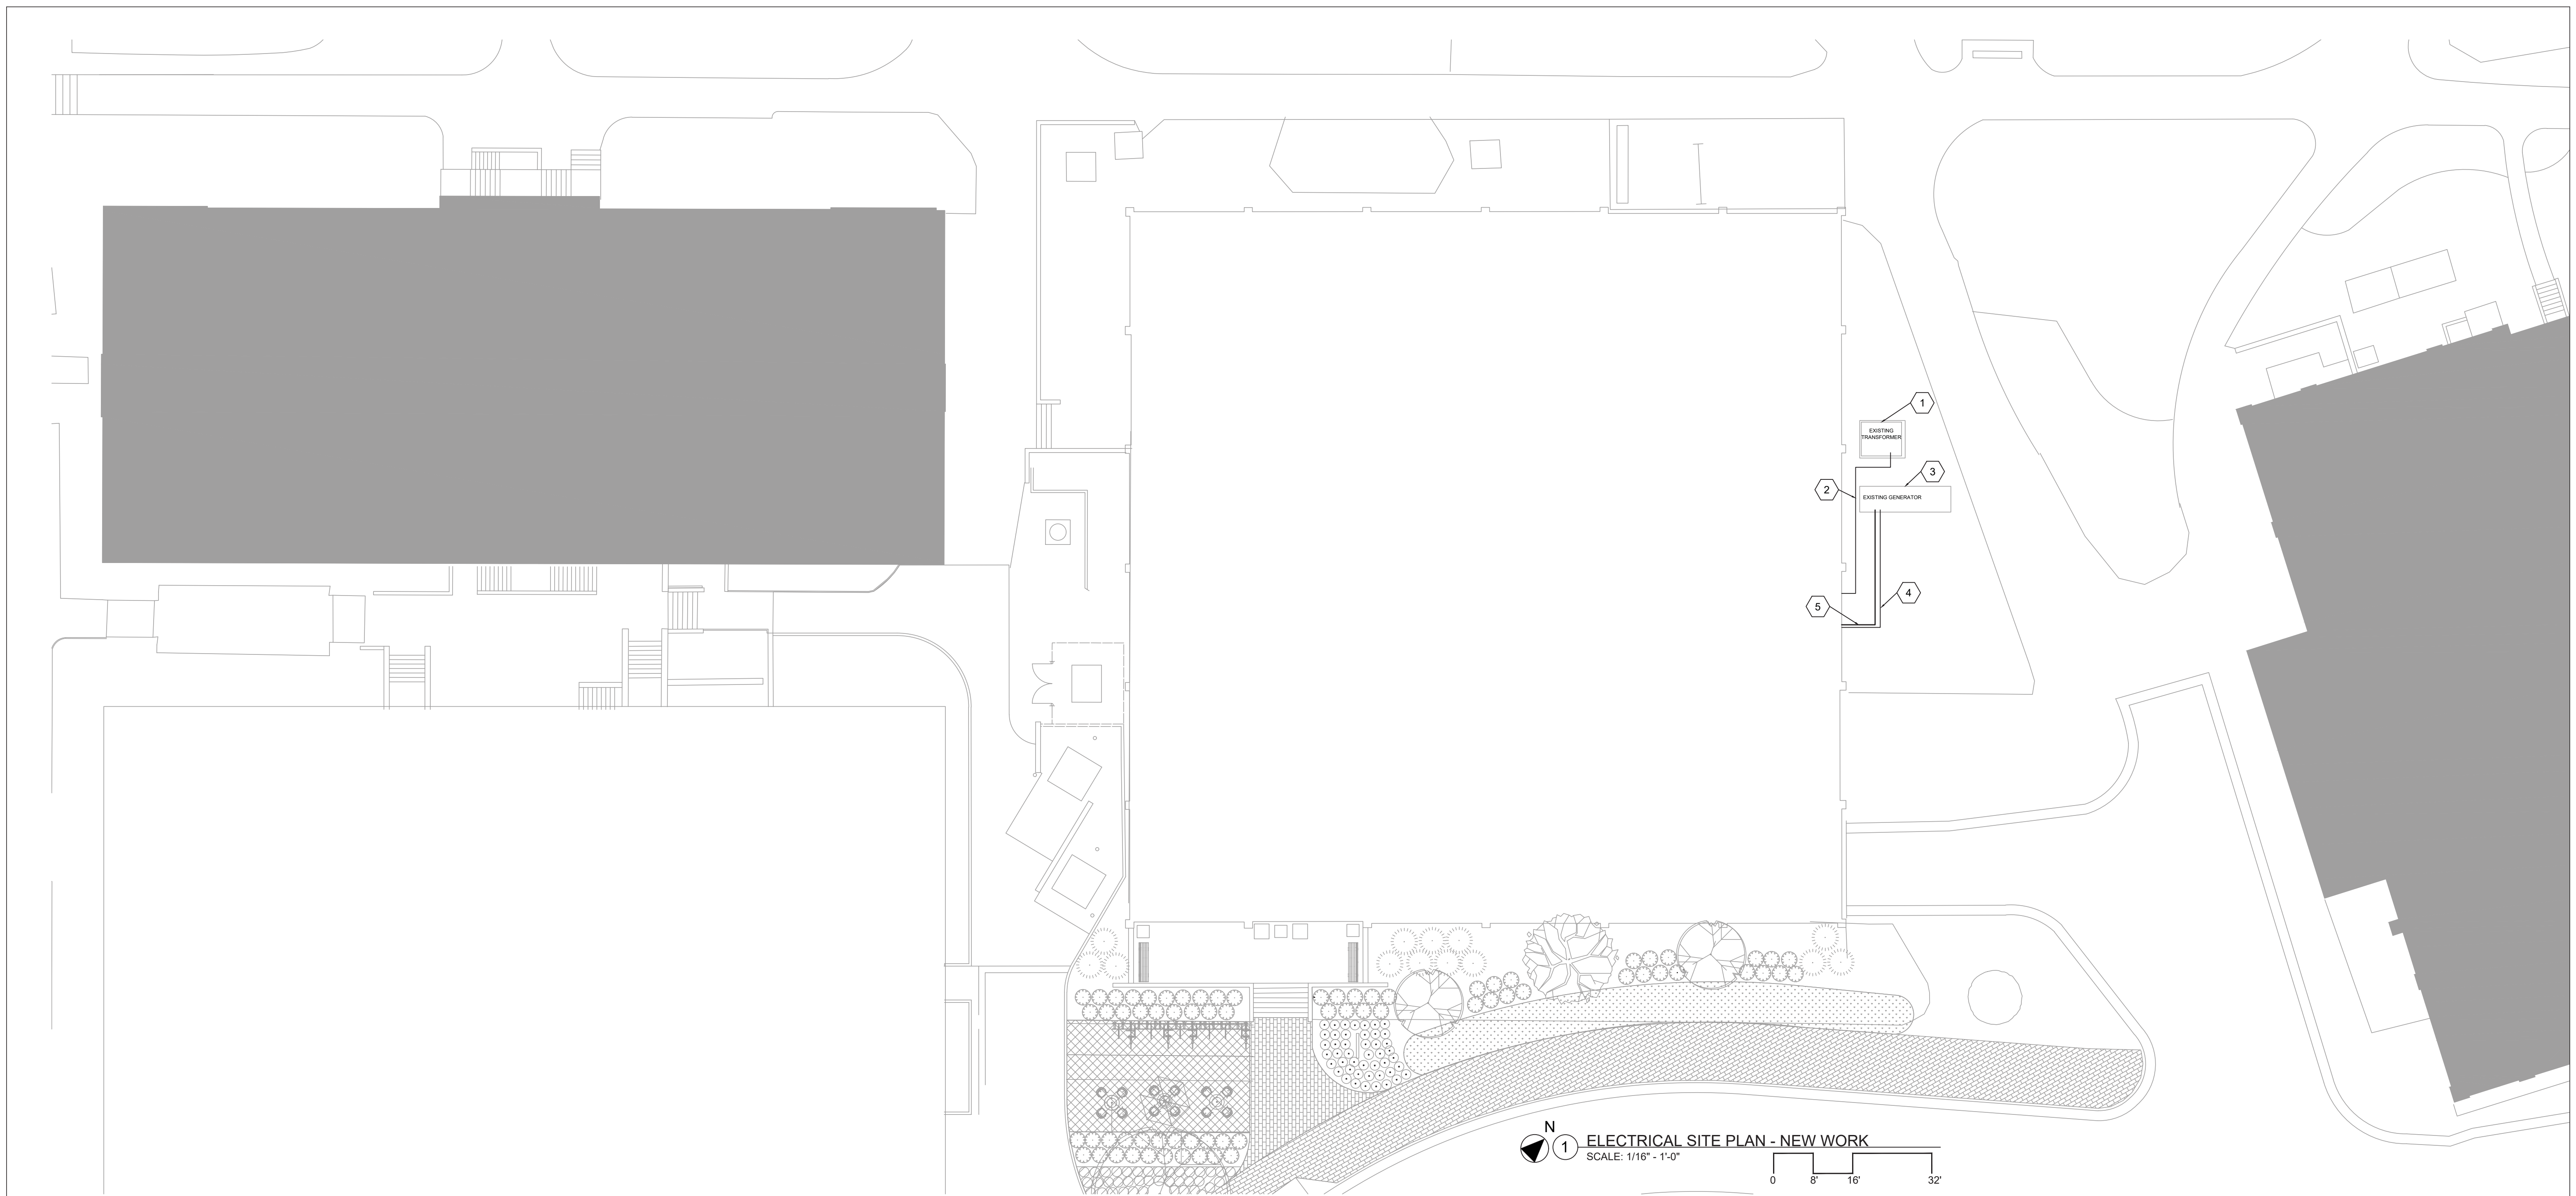 1
EXISTING
TRANSFORMER
3
2
EXISTING GENERATOR
4
5
N
1 ELECTRICAL SITE PLAN - NEW WORK
SCALE: 1/16" - 1'-0"
0 8' 16' 32'